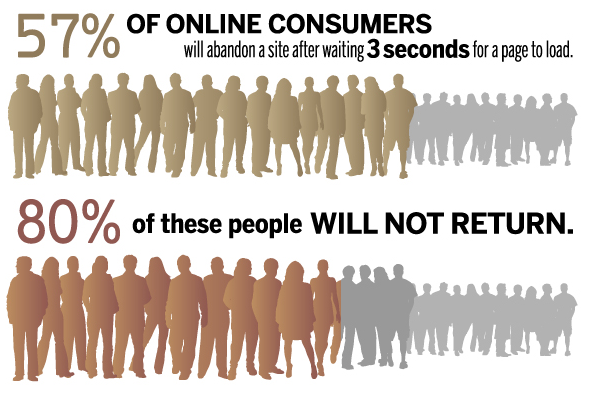 57% OF ONLINE CONSUMERS
will abandon a site after waiting 3 seconds for a page to load.
80% of these people WILL NOT RETURN.